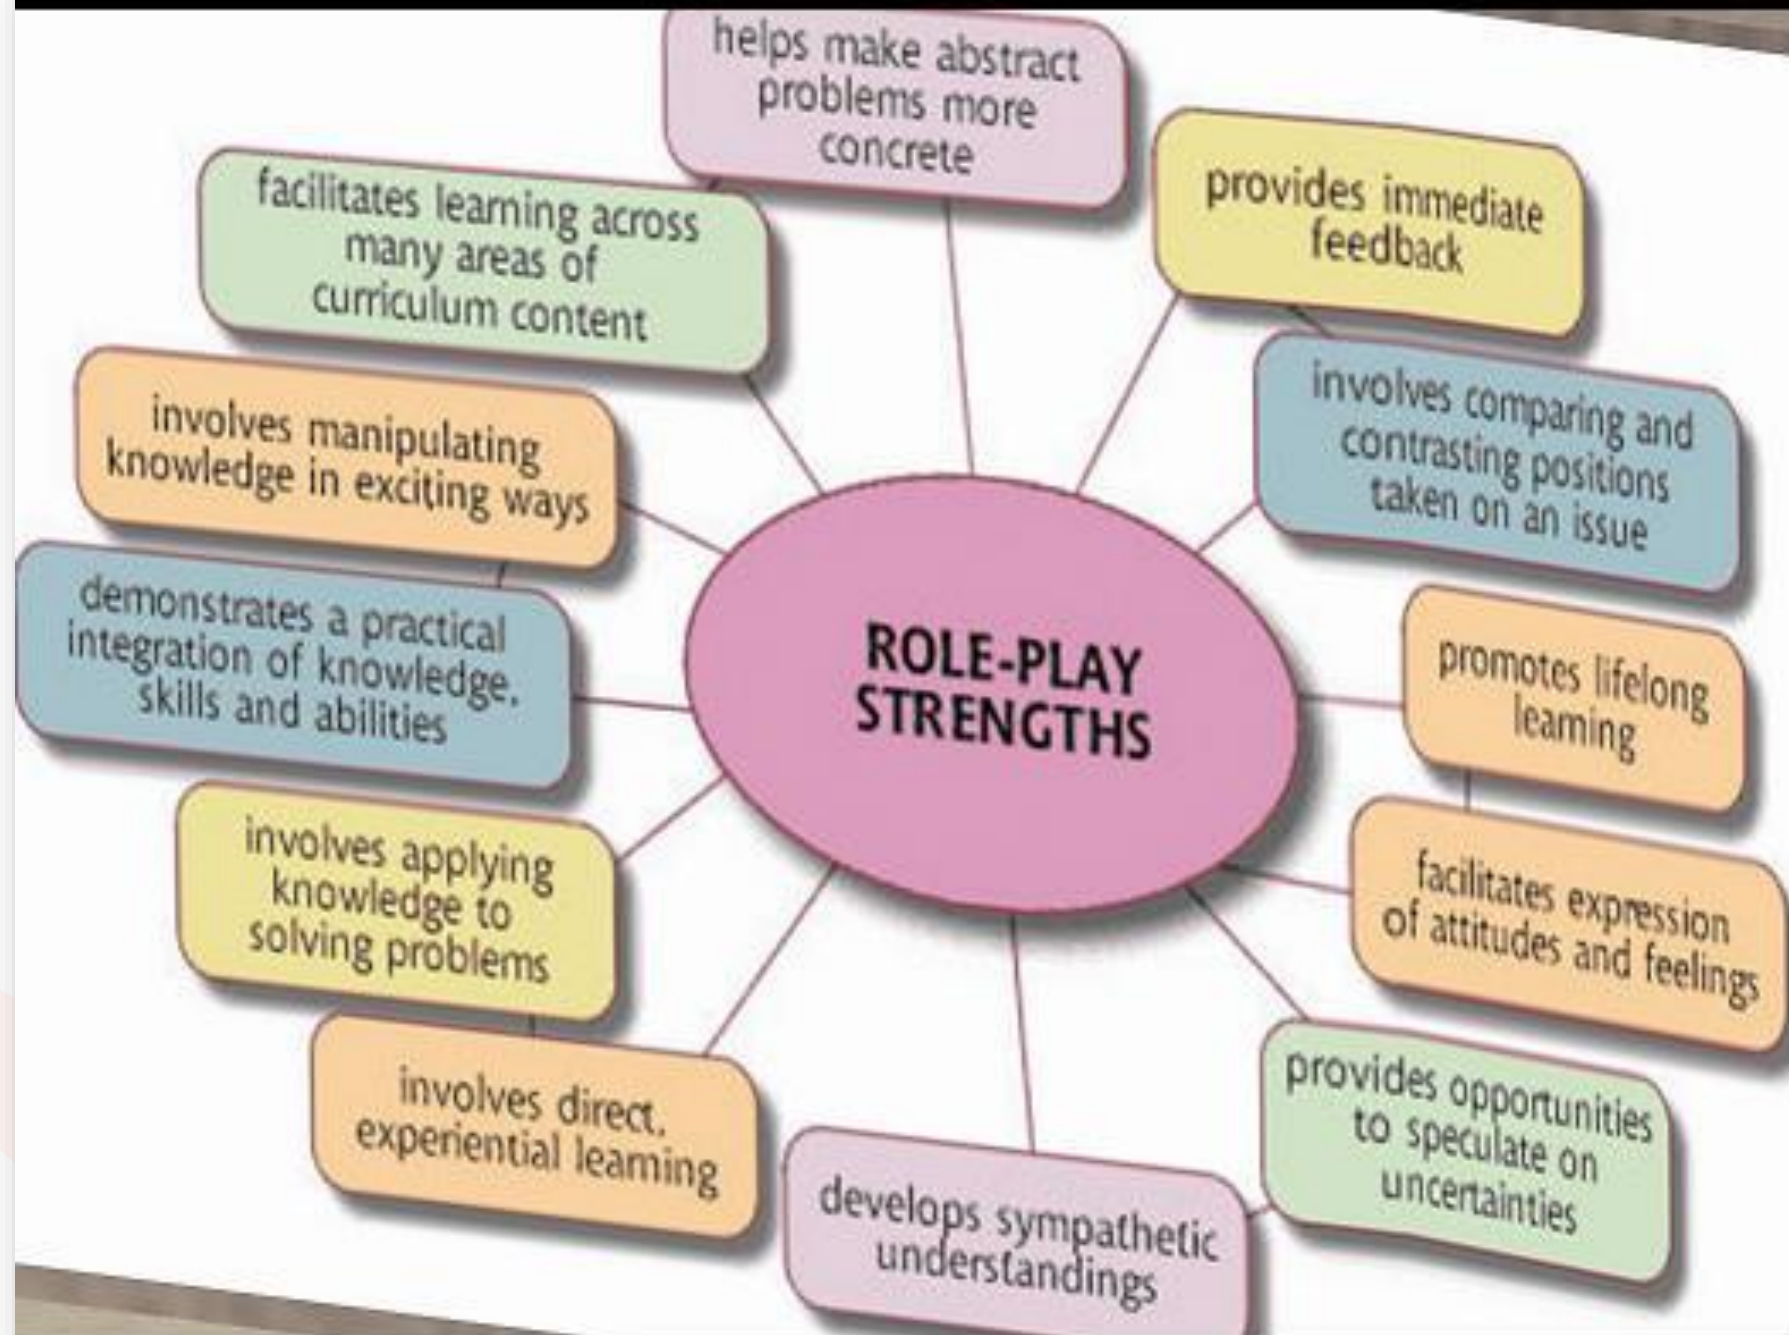 helps make abstract
problems more
concrete
provides immediate
feedback
involves comparing and
contrasting positions
taken on an issue
promotes lifelong
learning
facilitates expression
of attitudes and feelings
provides opportunities
to speculate on
uncertainties
develops sympathetic
understandings
involves direct,
experiential learning
involves applying
knowledge to
solving problems
demonstrates a practical
integration of knowledge,
skills and abilities
involves manipulating
knowledge in exciting ways
facilitates learning across
many areas of
curriculum content
ROLE-PLAY
STRENGTHS